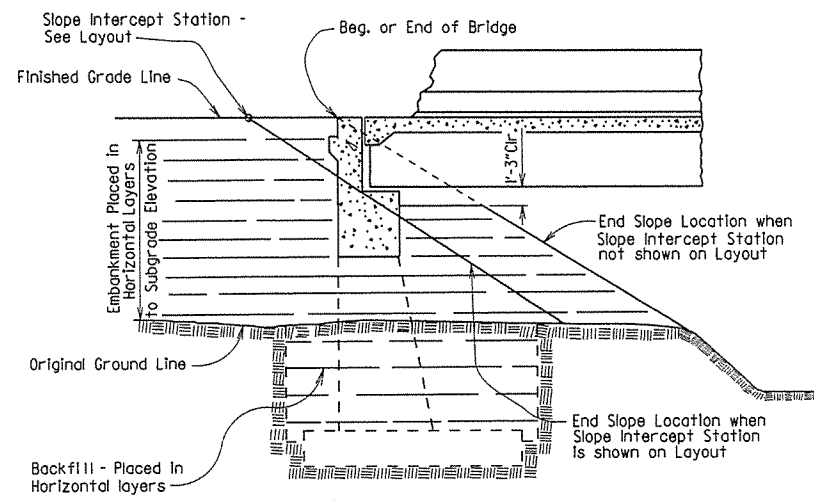 Slope Intercept Station -
See Layout
Beg. or End of Bridge
Finished Grade Line
Embankment Placed in
Horizontal Layers
to Subgrade Elevation
1'-3"Clr
End Slope Location when
Slope Intercept Station
not shown on Layout
Original Ground Line
End Slope Location when
Slope Intercept Station
is shown on Layout
Backfill - Placed in
Horizontal layers